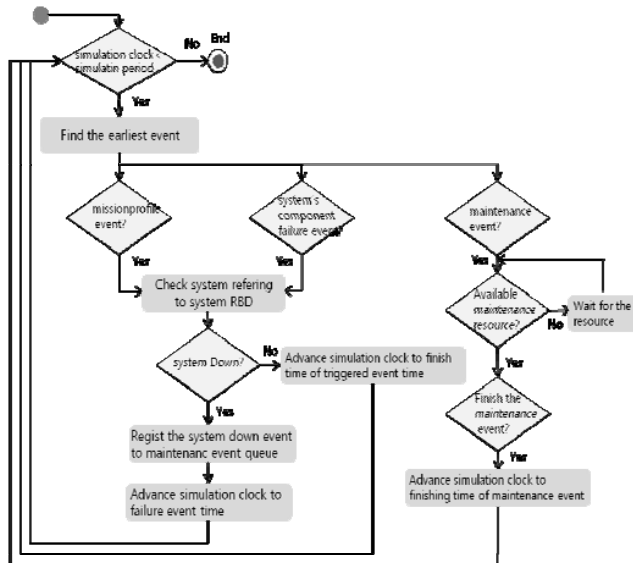 simulation clock <
simulatin period
No
End
Yes
Find the earliest event
missionprofile
event?
system's
component
failure event?
maintenance
event?
Yes
Yes
Yes
Check system refering
to system RBD
Available
maintenance
resource?
No
Wait for the
resource
system Down?
No
Advance simulation clock to finish
time of triggered event time
Yes
Finish the
maintenance
event?
Yes
Regist the system down event
to maintenanc event queue
Yes
Advance simulation clock to
failure event time
Advance simulation clock to
finishing time of maintenance event